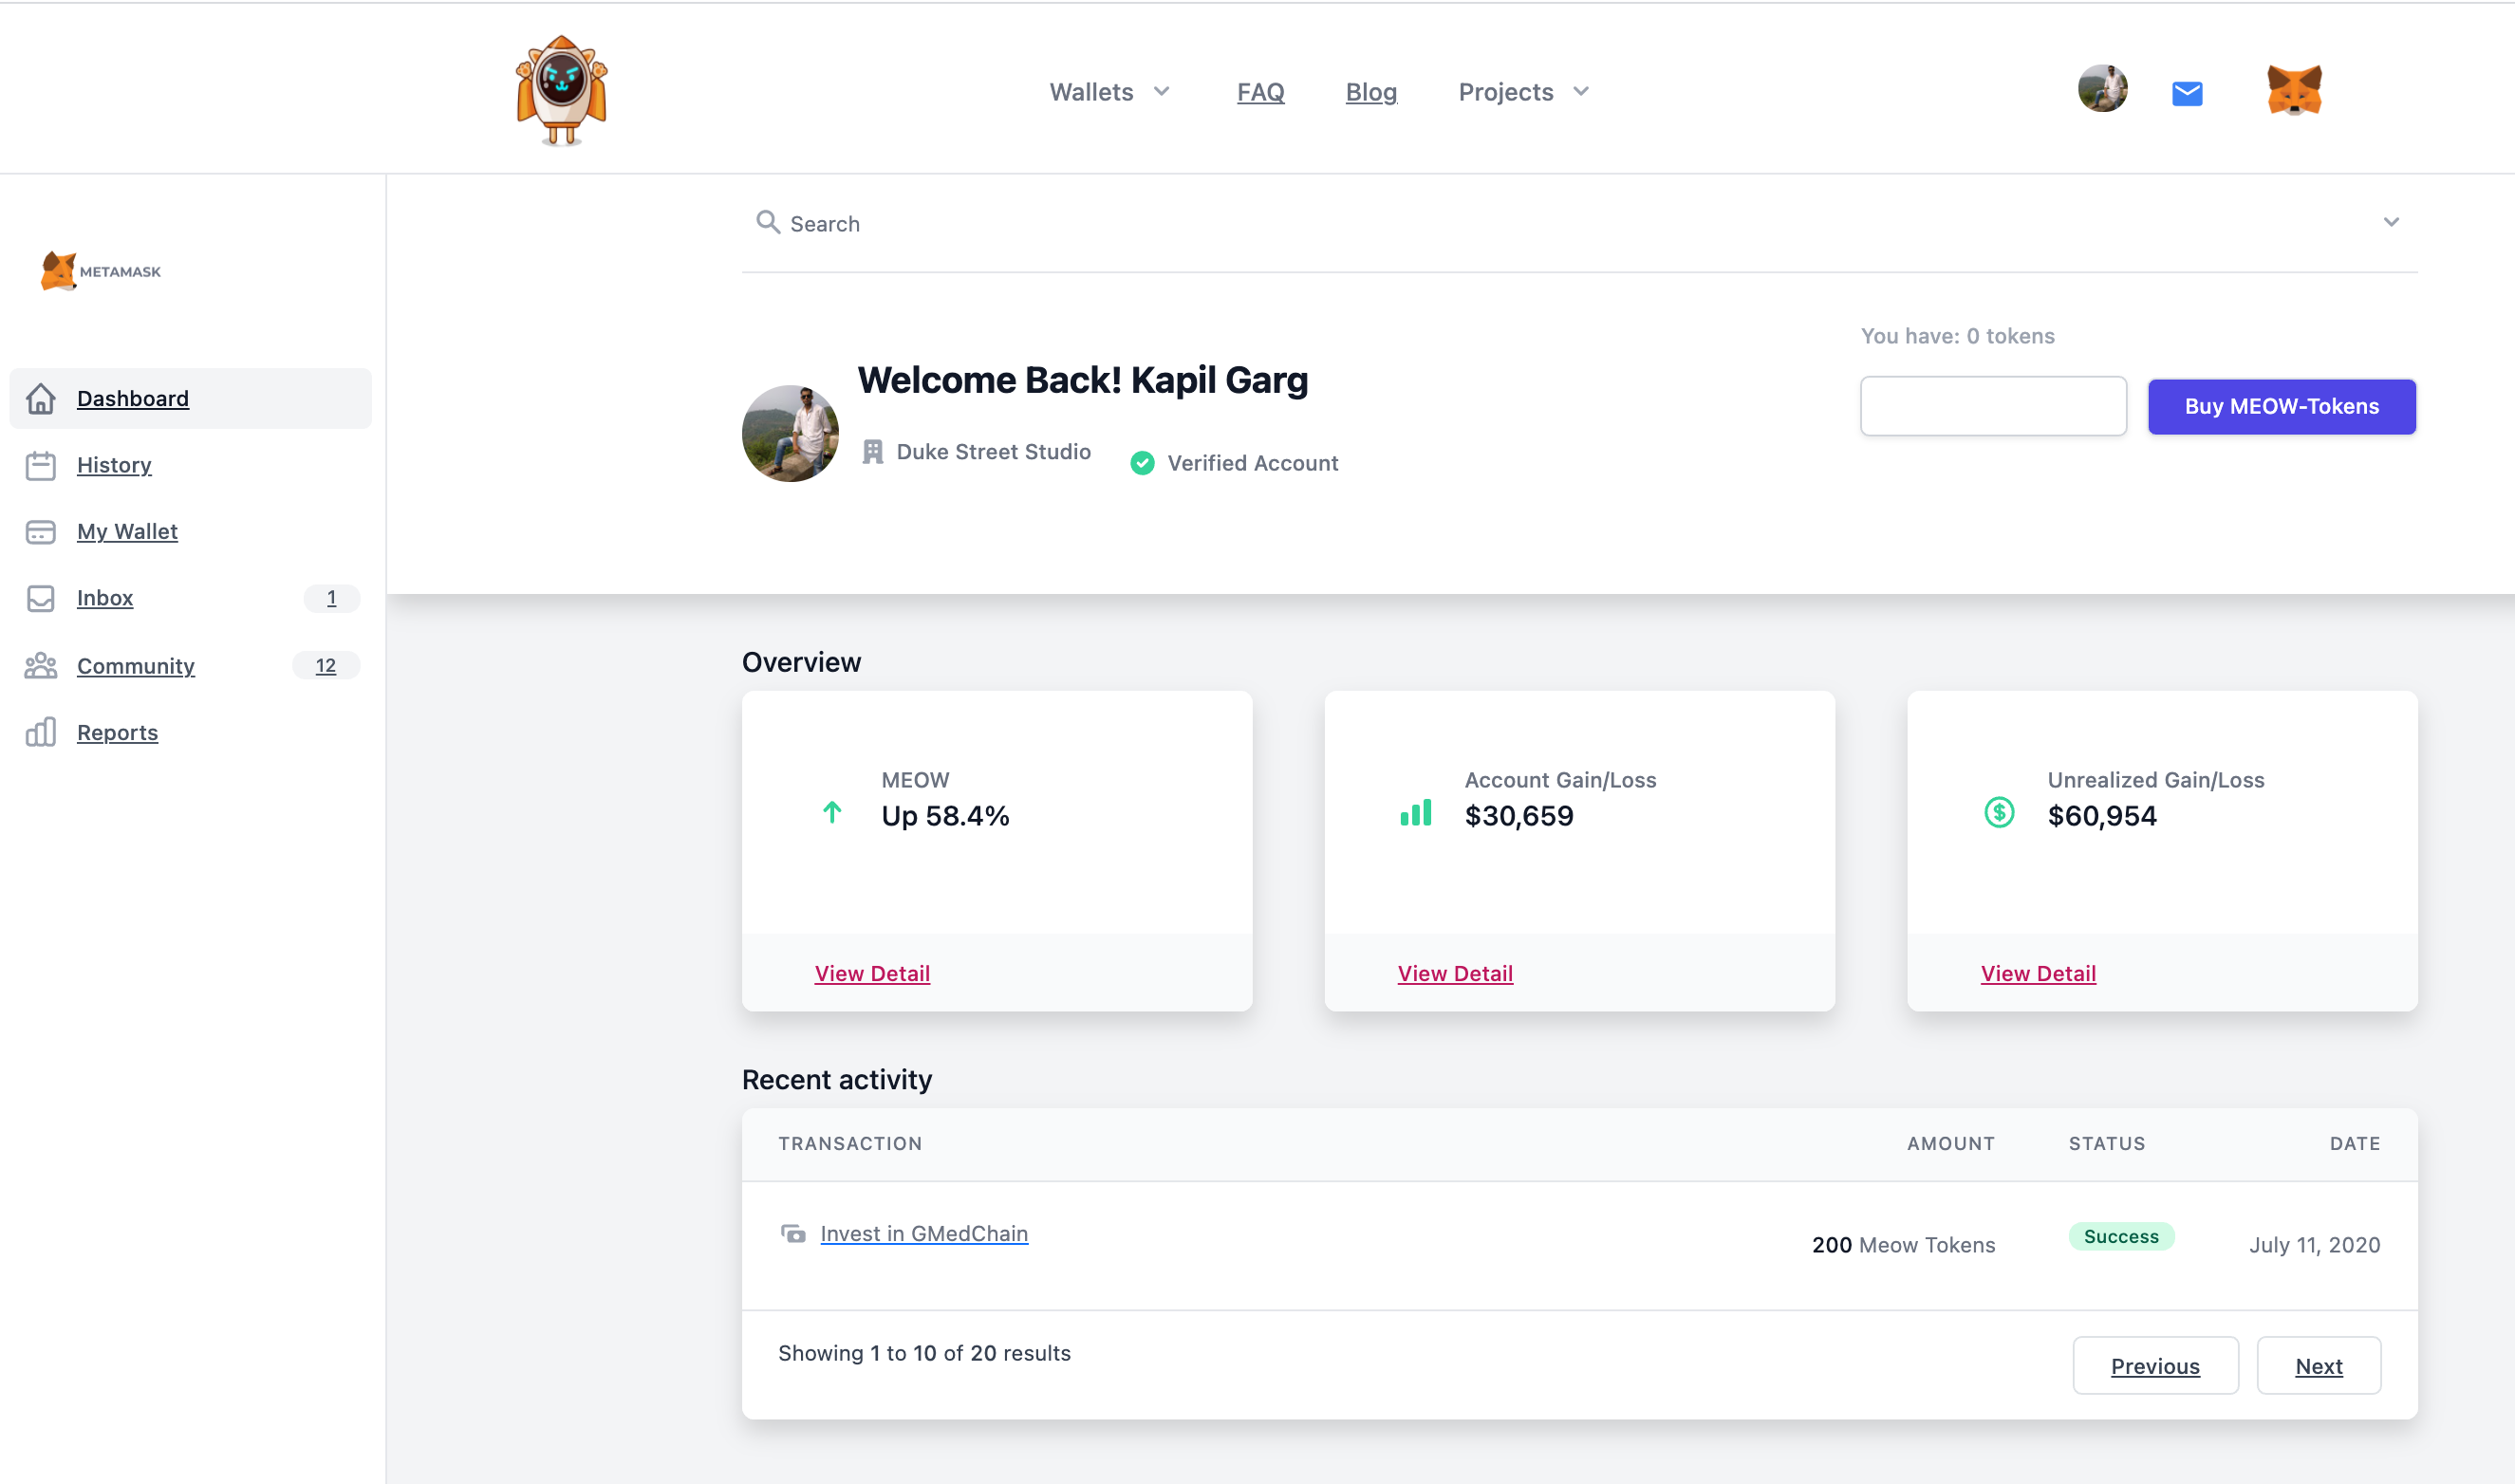 Wallets
FAQ
Blog
Projects
Search
METAMASK
Dashboard
History
My Wallet
Inbox 1
Community 12
Reports
You have: 0 tokens
Welcome Back! Kapil Garg
Buy MEOW-Tokens
Duke Street Studio
Verified Account
Overview
MEOW
Up 58.4%
View Detail
Account Gain/Loss
$30,659
View Detail
Unrealized Gain/Loss
$60,954
View Detail
Recent activity
TRANSACTION AMOUNT STATUS DATE
Invest in GMedChain 200 Meow Tokens Success July 11, 2020
Showing 1 to 10 of 20 results
Previous
Next